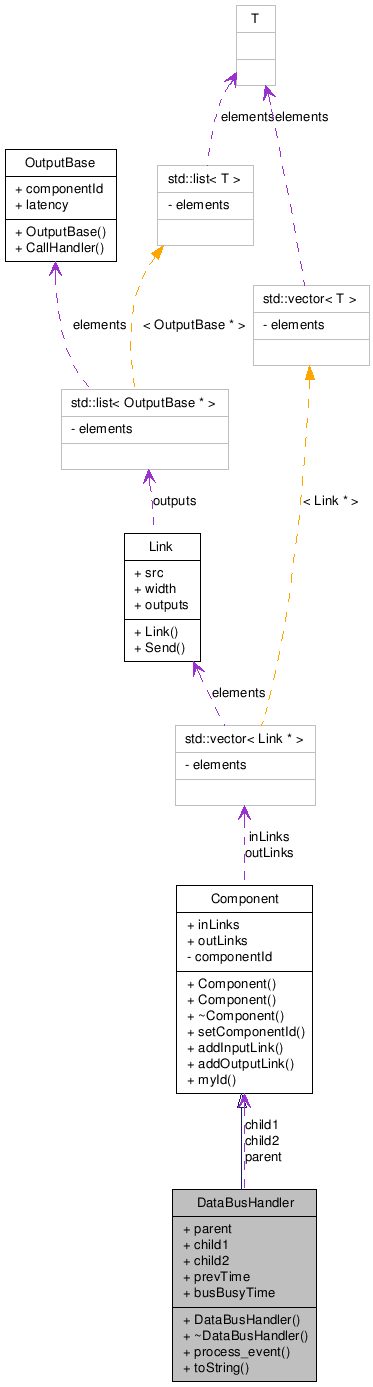 T
elements
elements
std::list< T >
- elements
OutputBase
+ componentId
+ latency
+ OutputBase()
+ CallHandler()
std::vector< T >
- elements
elements
< OutputBase * >
std::list< OutputBase * >
- elements
outputs
< Link * >
Link
+ src
+ width
+ outputs
+ Link()
+ Send()
elements
std::vector< Link * >
- elements
inLinks
outLinks
Component
+ inLinks
+ outLinks
- componentId
+ Component()
+ Component()
+ ~Component()
+ setComponentId()
+ addInputLink()
+ addOutputLink()
+ myId()
child1
child2
parent
DataBusHandler
+ parent
+ child1
+ child2
+ prevTime
+ busBusyTime
+ DataBusHandler()
+ ~DataBusHandler()
+ process_event()
+ toString()